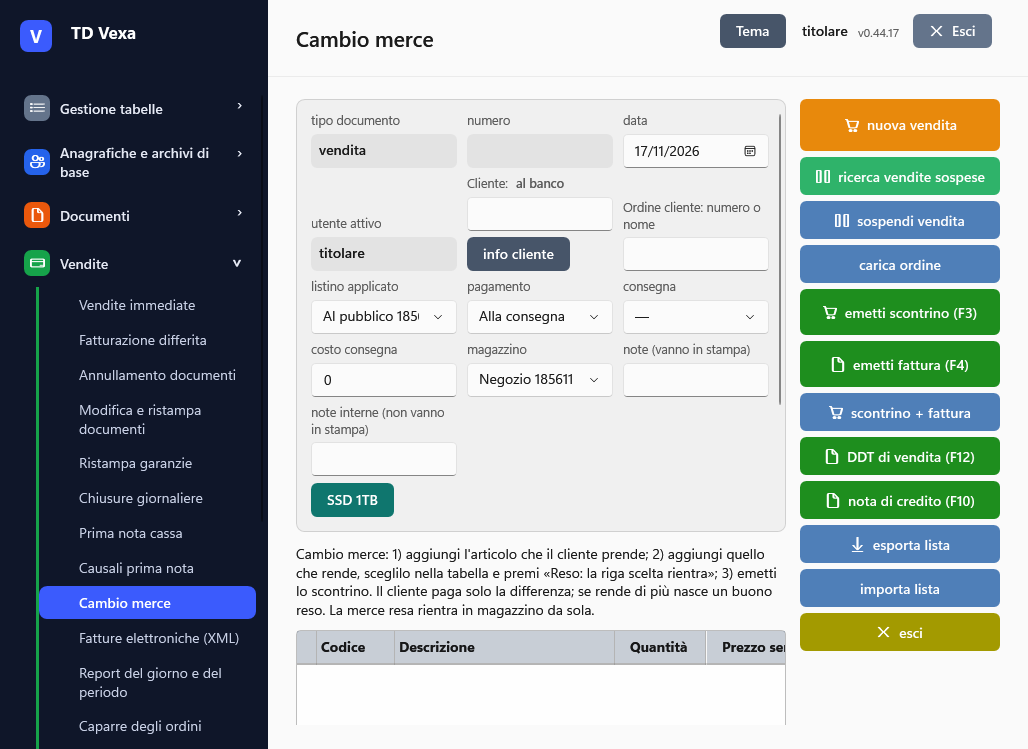 V
TD Vexa
Gestione tabelle
Anagrafiche e archivi di
base
Documenti
Vendite
Vendite immediate
Fatturazione differita
Annullamento documenti
Modifica e ristampa
documenti
Ristampa garanzie
Chiusure giornaliere
Prima nota cassa
Causali prima nota
Cambio merce
Fatture elettroniche (XML)
Report del giorno e del
periodo
Caparre degli ordini
Cambio merce
Tema
titolare
v0.44.17
Esci
tipo documento
numero
data
vendita
17/11/2026
Cliente: al banco
utente attivo
Ordine cliente: numero o
nome
titolare
info cliente
listino applicato
pagamento
consegna
Al pubblico 185
Alla consegna
—
costo consegna
magazzino
note (vanno in stampa)
0
Negozio 185611
note interne (non vanno
in stampa)
SSD 1TB
Cambio merce: 1) aggiungi l'articolo che il cliente prende; 2) aggiungi quello
che rende, sceglilo nella tabella e premi «Reso: la riga scelta rientra»; 3) emetti
lo scontrino. Il cliente paga solo la differenza; se rende di più nasce un buono
reso. La merce resa rientra in magazzino da sola.
Codice
Descrizione
Quantità
Prezzo se
nuova vendita
ricerca vendite sospese
sospendi vendita
carica ordine
emetti scontrino (F3)
emetti fattura (F4)
scontrino + fattura
DDT di vendita (F12)
nota di credito (F10)
esporta lista
importa lista
esci